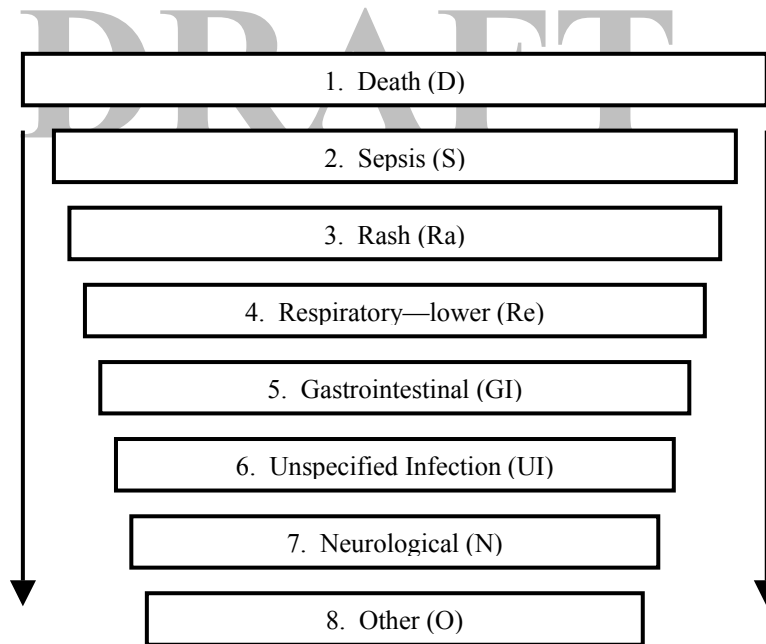 DRAFT
1. Death (D)
2. Sepsis (S)
3. Rash (Ra)
4. Respiratory—lower (Re)
5. Gastrointestinal (GI)
6. Unspecified Infection (UI)
7. Neurological (N)
8. Other (O)